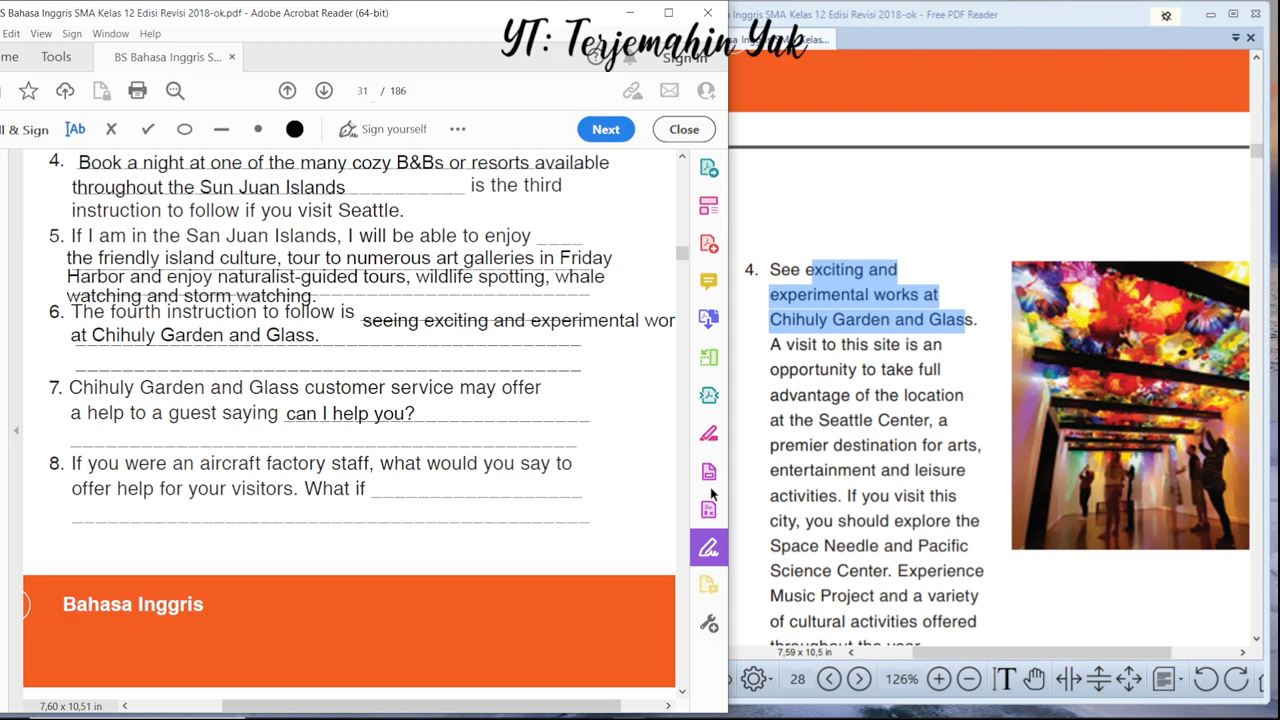 S Bahasa Inggris SMA Kelas 12 Edisi Revisi 2018-ok.pdf - Adobe Acrobat Reader (64-bit)
Edit View Sign Window Help
me Tools BS Bahasa Inggris S... × Sign In
YT: Terjemahin Yuk
31 / 186
ll & Sign Ab Sign yourself ... Next Close
4. Book a night at one of the many cozy B&Bs or resorts available
throughout the Sun Juan Islands__________ is the third
instruction to follow if you visit Seattle.
5. If I am in the San Juan Islands, I will be able to enjoy ____
the friendly island culture, tour to numerous art galleries in Friday
Harbor and enjoy naturalist-guided tours, wildlife spotting, whale
watching and storm watching.
6. The fourth instruction to follow is seeing exciting and experimental wor
at Chihuly Garden and Glass.
7. Chihuly Garden and Glass customer service may offer
a help to a guest saying can I help you?
8. If you were an aircraft factory staff, what would you say to
offer help for your visitors. What if __________________
Bahasa Inggris
7,60 x 10,51 in
Inggris SMA Kelas 12 Edisi Revisi 2018-ok - Free PDF Reader
4. See exciting and
experimental works at
Chihuly Garden and Glass.
A visit to this site is an
opportunity to take full
advantage of the location
at the Seattle Center, a
premier destination for arts,
entertainment and leisure
activities. If you visit this
city, you should explore the
Space Needle and Pacific
Science Center. Experience
Music Project and a variety
of cultural activities offered
throughout the year
7,59 x 10,5 in
28 126%